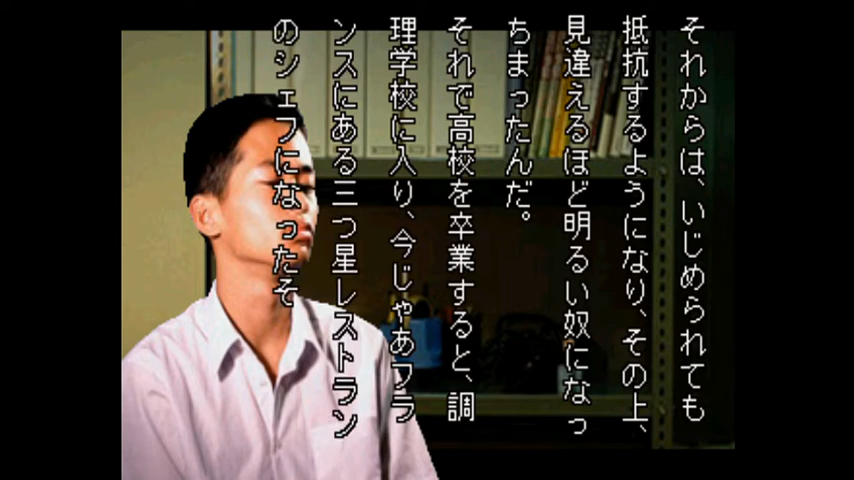 それからは、いじめられても
抵抗するようになり、その上、
見違えるほど明るい奴になっ
ちまったんだ。
それで高校を卒業すると、調
理学校に入り、今じゃあフラ
ンスにある三つ星レストラン
のシェフになったそ